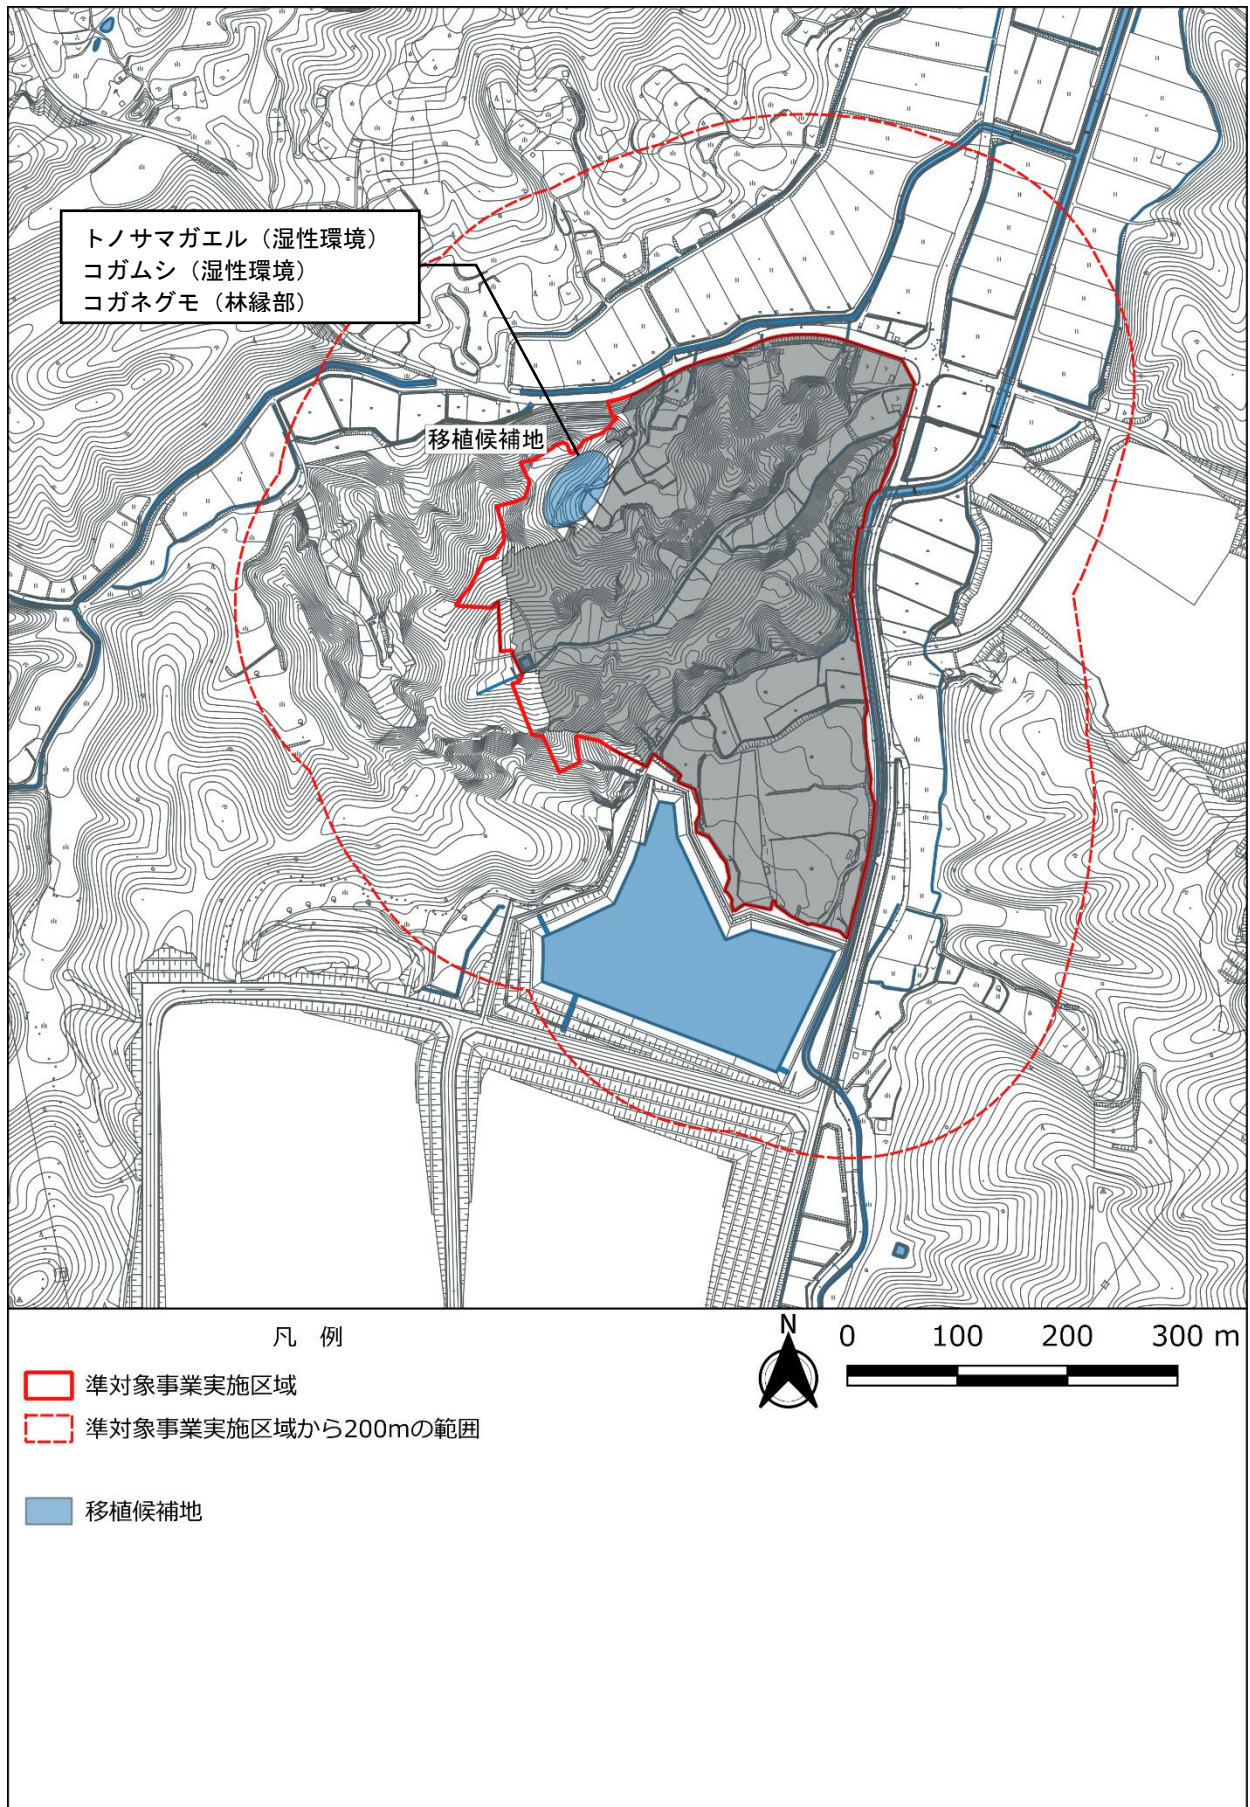 トノサマガエル（湿性環境）
コガムシ（湿性環境）
コガネグモ（林縁部）
移植候補地
凡　例
準対象事業実施区域
準対象事業実施区域から200mの範囲
移植候補地
N
0 100 200 300 m